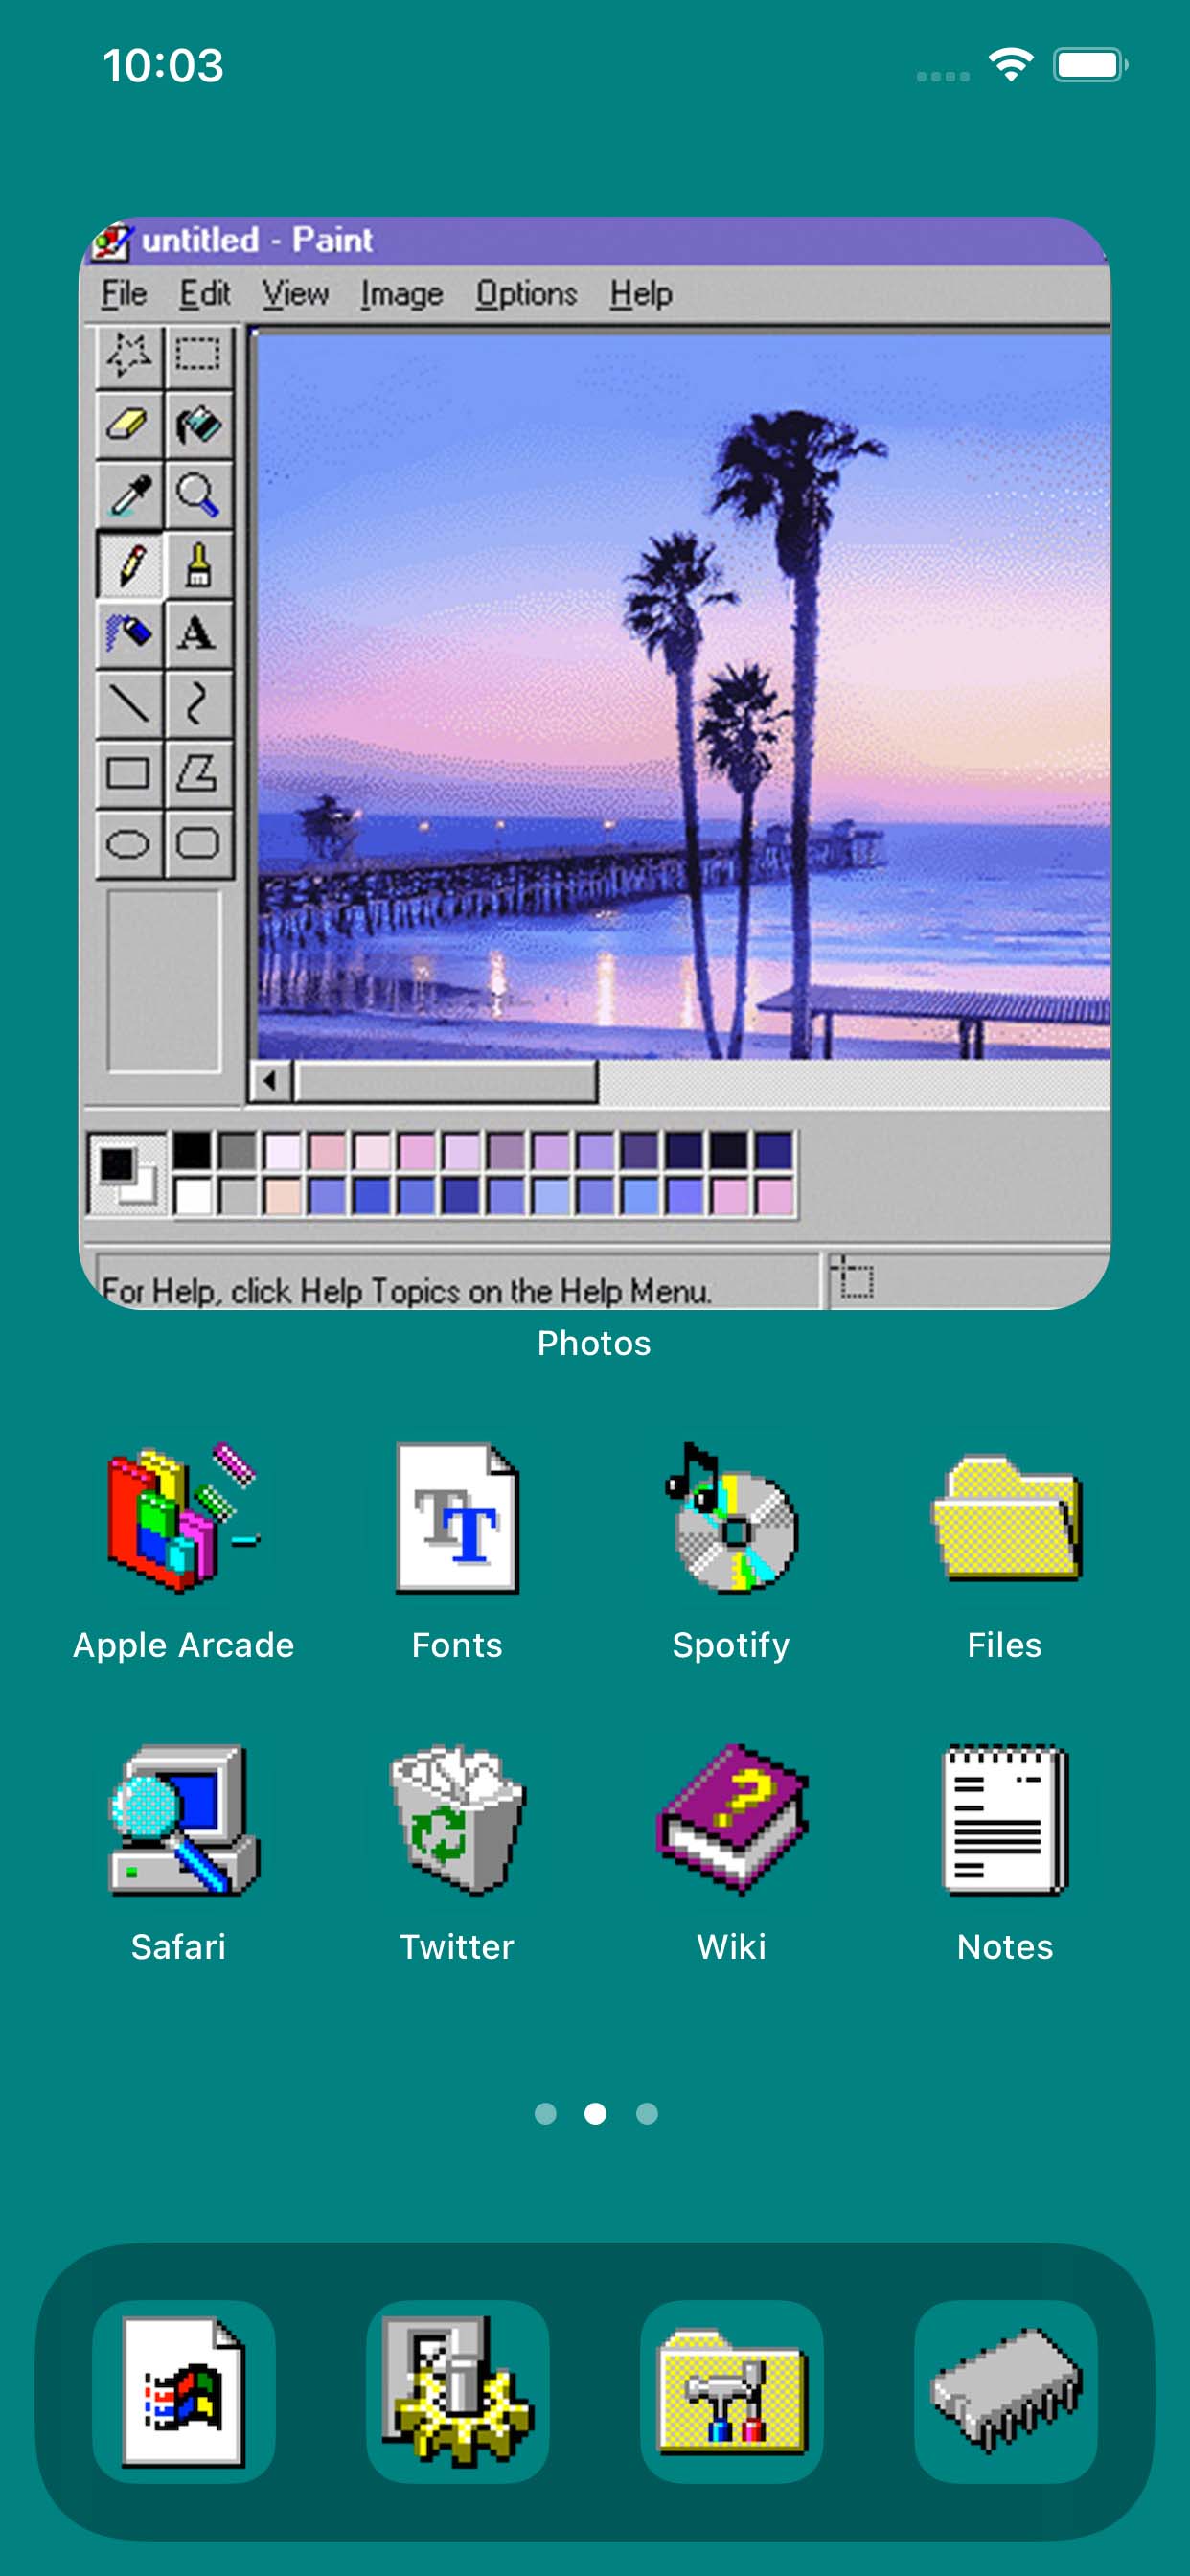 10:03
untitled - Paint
File Edit View Image Options Help
A
For Help, click Help Topics on the Help Menu.
Photos
Apple Arcade Fonts Spotify Files
Safari Twitter Wiki Notes